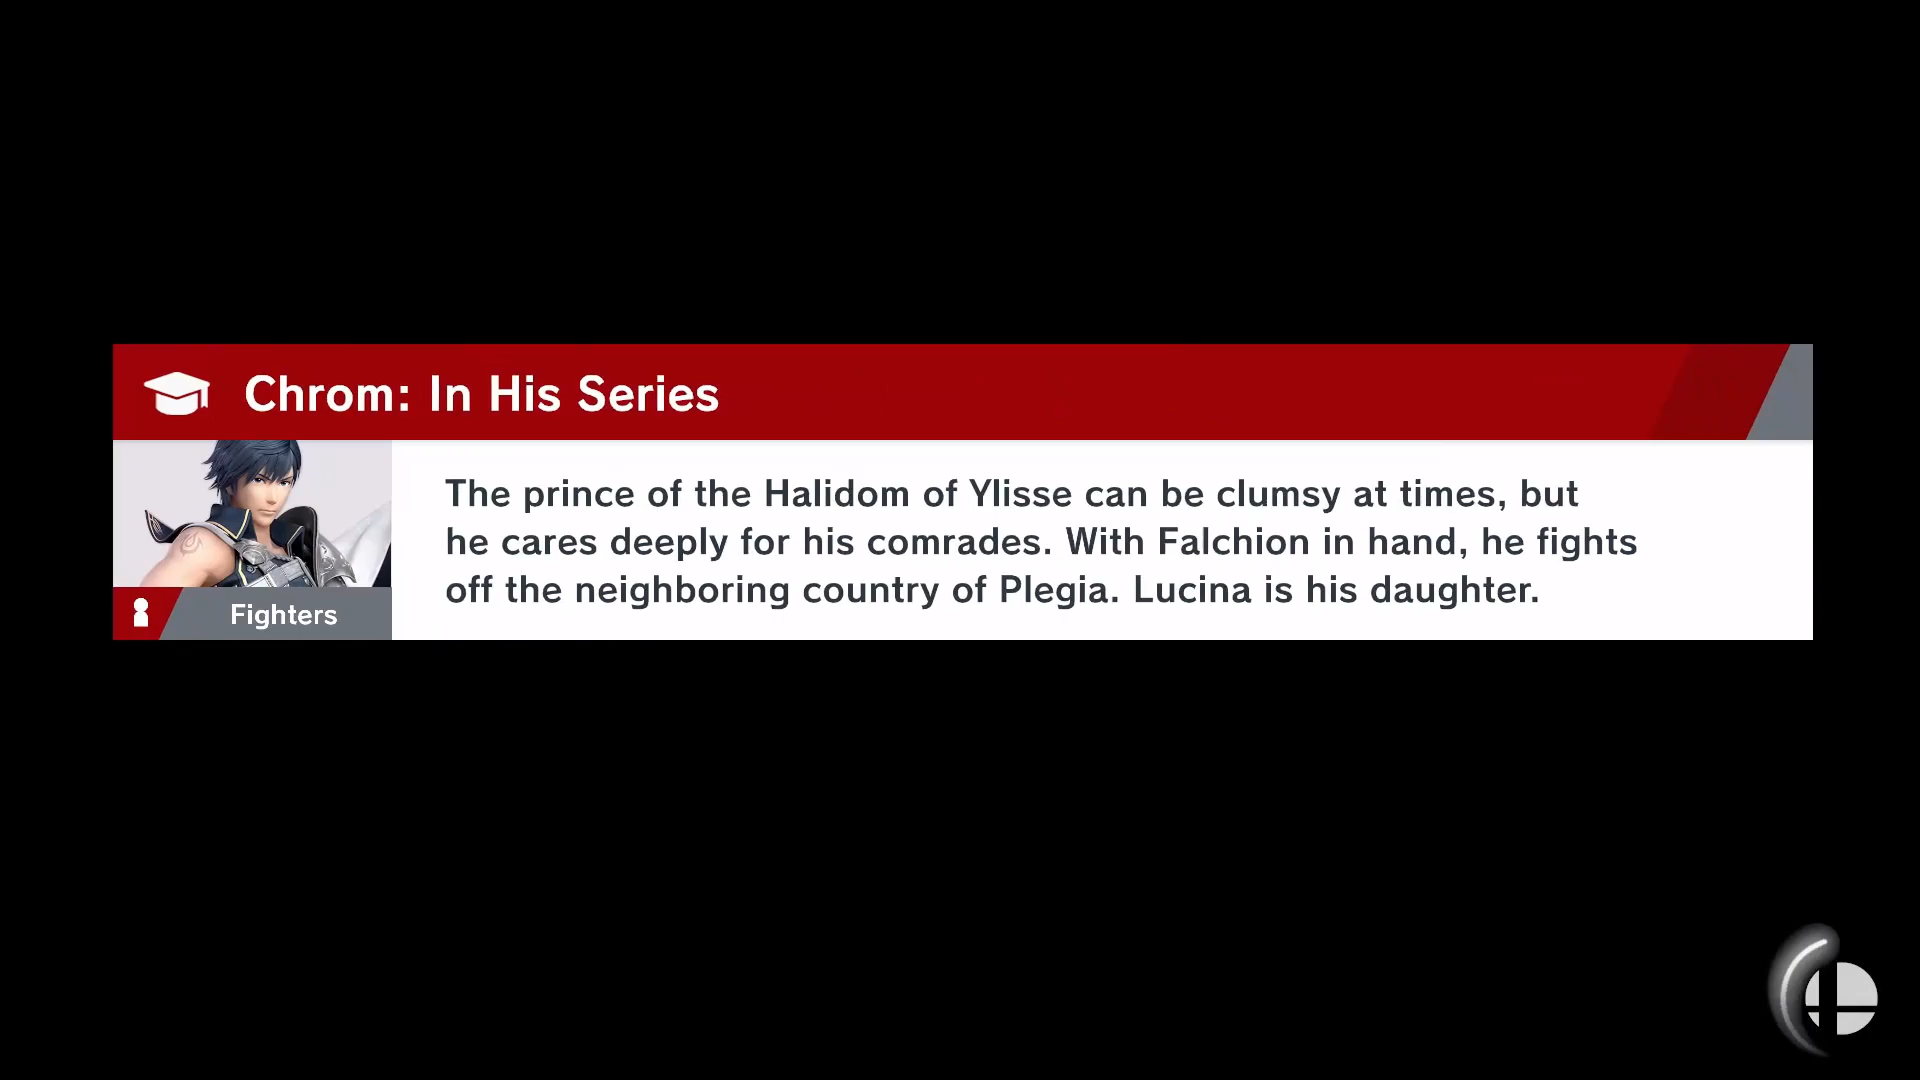 Chrom: In His Series
The prince of the Halidom of Ylisse can be clumsy at times, but
he cares deeply for his comrades. With Falchion in hand, he fights
off the neighboring country of Plegia. Lucina is his daughter.
Fighters